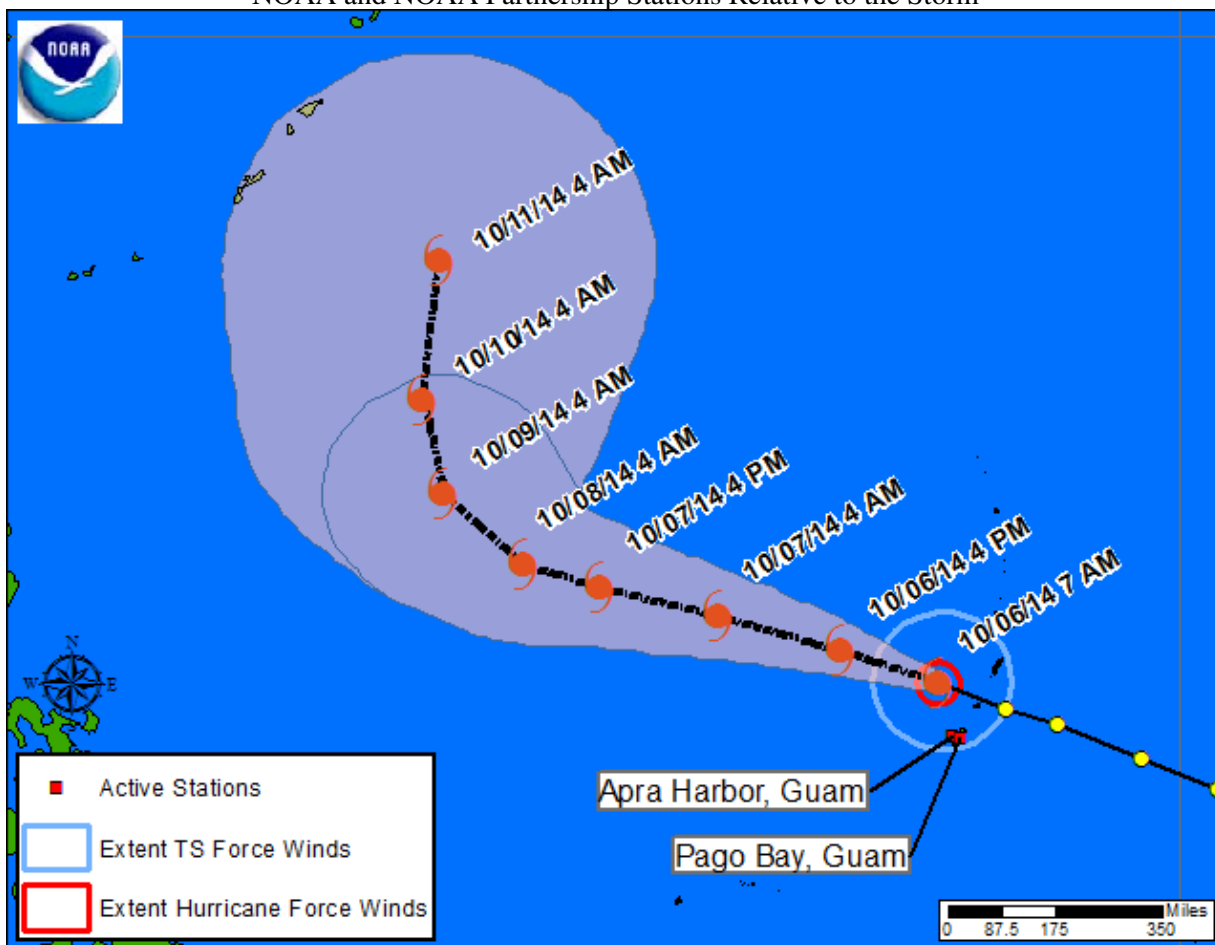 NOAA and NOAA Partnership Stations Relative to the Storm
NOAA
10/11/14 4 AM
10/10/14 4 AM
10/09/14 4 AM
10/08/14 4 AM
10/07/14 4 PM
10/07/14 4 AM
10/06/14 4 PM
10/06/14 7 AM
N
W
E
S
Apra Harbor, Guam
Pago Bay, Guam
Active Stations
Extent TS Force Winds
Extent Hurricane Force Winds
Miles
0 87.5 175 350